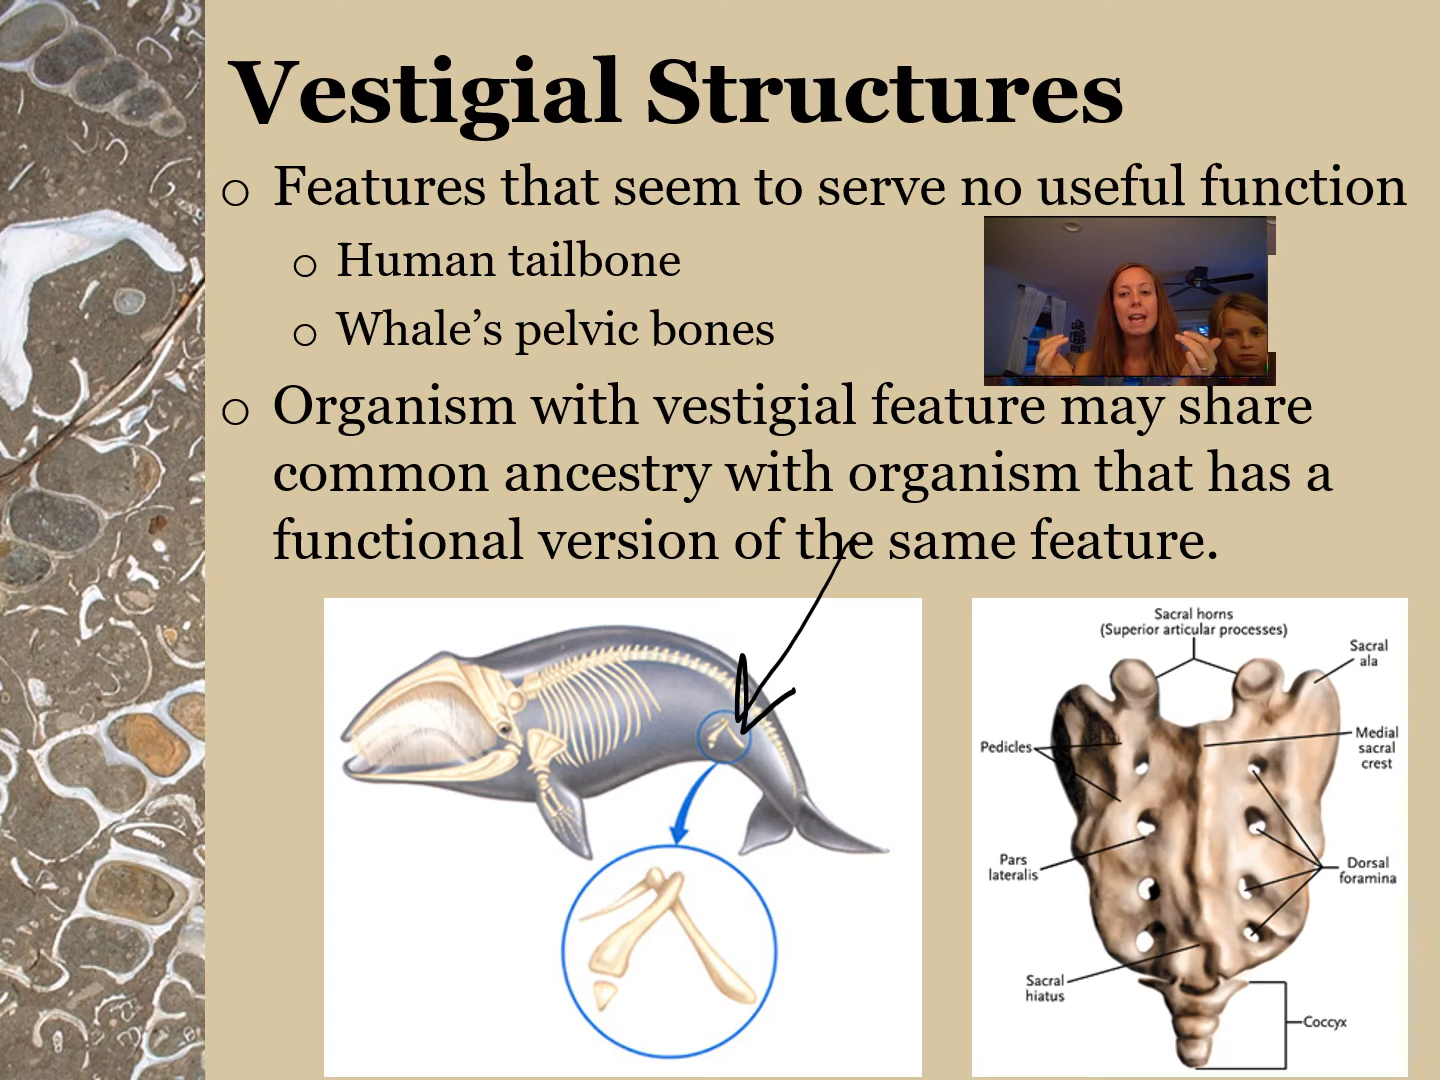 Vestigial Structures
Features that seem to serve no useful function
Human tailbone
Whale's pelvic bones
Organism with vestigial feature may share
common ancestry with organism that has a
functional version of the same feature.
Sacral horns
(Superior articular processes)
Sacral
ala
Pedicles
Medial
sacral
crest
Pars
lateralis
Dorsal
foramina
Sacral
hiatus
Coccyx